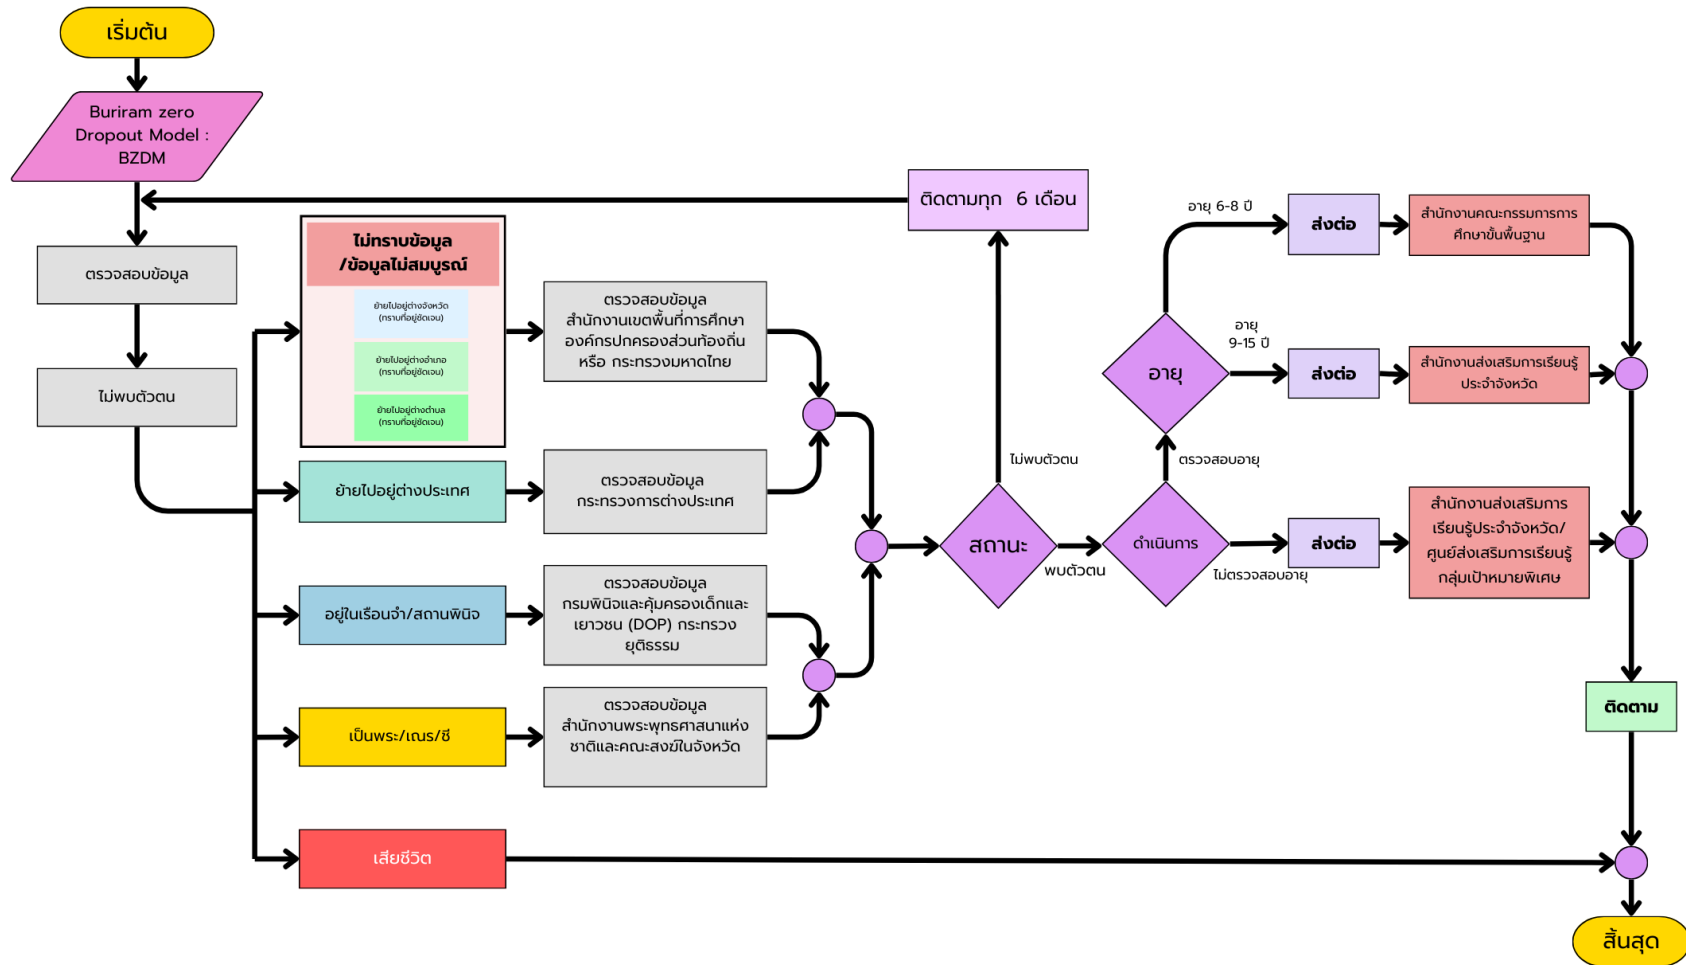 เริ่มต้น
Buriram zero
Dropout Model :
BZDM
ตรวจสอบข้อมูล
ไม่พบตัวตน
ไม่ทราบข้อมูล
/ข้อมูลไม่สมบูรณ์
ย้ายไปอยู่ต่างจังหวัด
(ทราบที่อยู่ชัดเจน)
ย้ายไปอยู่ต่างอำเภอ
(ทราบที่อยู่ชัดเจน)
ย้ายไปอยู่ต่างตำบล
(ทราบที่อยู่ชัดเจน)
ย้ายไปอยู่ต่างประเทศ
อยู่ในเรือนจำ/สถานพินิจ
เป็นพระ/เณร/ชี
เสียชีวิต
ตรวจสอบข้อมูล
สำนักงานเขตพื้นที่การศึกษา
องค์กรปกครองส่วนท้องถิ่น
หรือ กระทรวงมหาดไทย
ตรวจสอบข้อมูล
กระทรวงการต่างประเทศ
ตรวจสอบข้อมูล
กรมพินิจและคุ้มครองเด็กและ
เยาวชน (DOP) กระทรวง
ยุติธรรม
ตรวจสอบข้อมูล
สำนักงานพระพุทธศาสนาแห่ง
ชาติและคณะสงฆ์ในจังหวัด
ติดตามทุก 6 เดือน
ไม่พบตัวตน
สถานะ
พบตัวตน
ดำเนินการ
ตรวจสอบอายุ
ไม่ตรวจสอบอายุ
อายุ
อายุ 6-8 ปี
อายุ
9-15 ปี
ส่งต่อ
สำนักงานคณะกรรมการการ
ศึกษาขั้นพื้นฐาน
ส่งต่อ
สำนักงานส่งเสริมการเรียนรู้
ประจำจังหวัด
ส่งต่อ
สำนักงานส่งเสริมการ
เรียนรู้ประจำจังหวัด/
ศูนย์ส่งเสริมการเรียนรู้
กลุ่มเป้าหมายพิเศษ
ติดตาม
สิ้นสุด